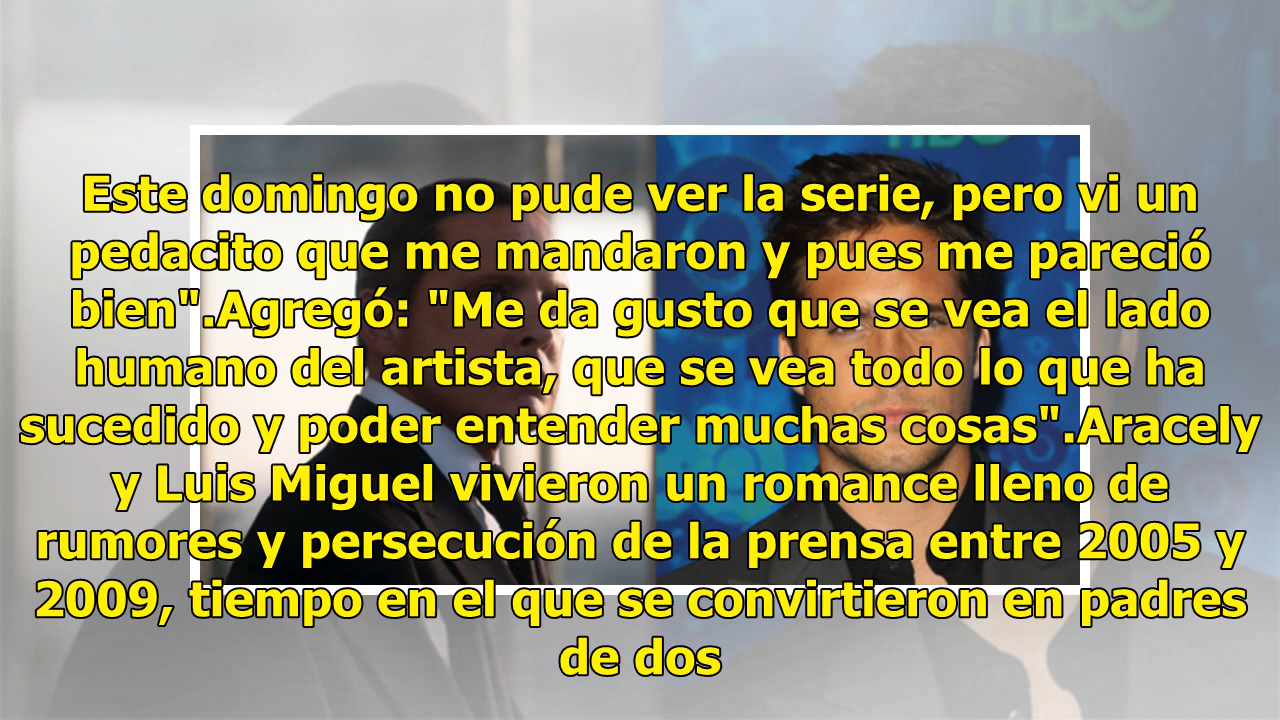 HBO
HBO
Este domingo no pude ver la serie, pero vi un
pedacito que me mandaron y pues me pareció
bien".Agregó: "Me da gusto que se vea el lado
humano del artista, que se vea todo lo que ha
sucedido y poder entender muchas cosas".Aracely
y Luis Miguel vivieron un romance lleno de
rumores y persecución de la prensa entre 2005 y
2009, tiempo en el que se convirtieron en padres
de dos